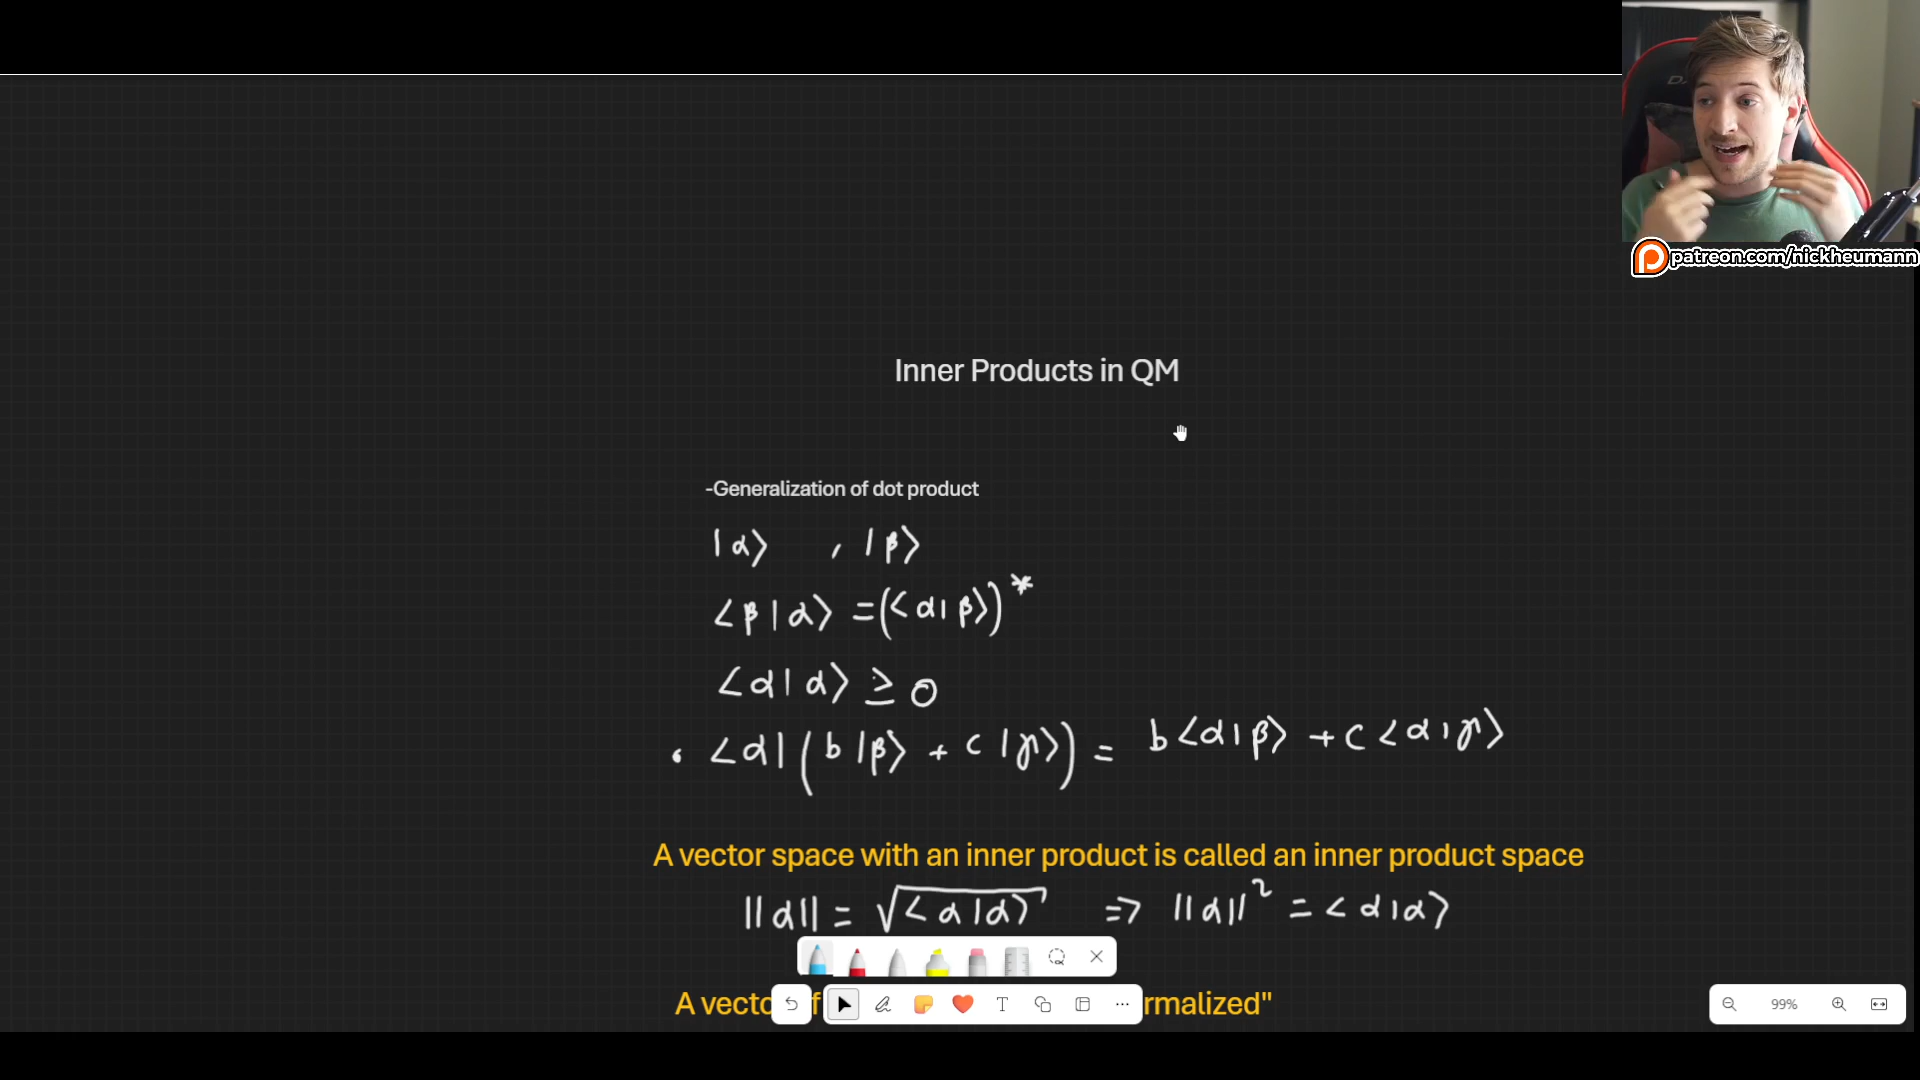 patreon.com/nickheumann
Inner Products in QM
-Generalization of dot product
|α⟩ , |β⟩
⟨β|α⟩ = (⟨α|β⟩)*
⟨α|α⟩ ≥ 0
• ⟨α|(b|β⟩ + c|γ⟩) = b⟨α|β⟩ + c⟨α|γ⟩
A vector space with an inner product is called an inner product space
||α|| = √⟨α|α⟩ ⇒ ||α||² = ⟨α|α⟩
A vecto f rmalized"
99%